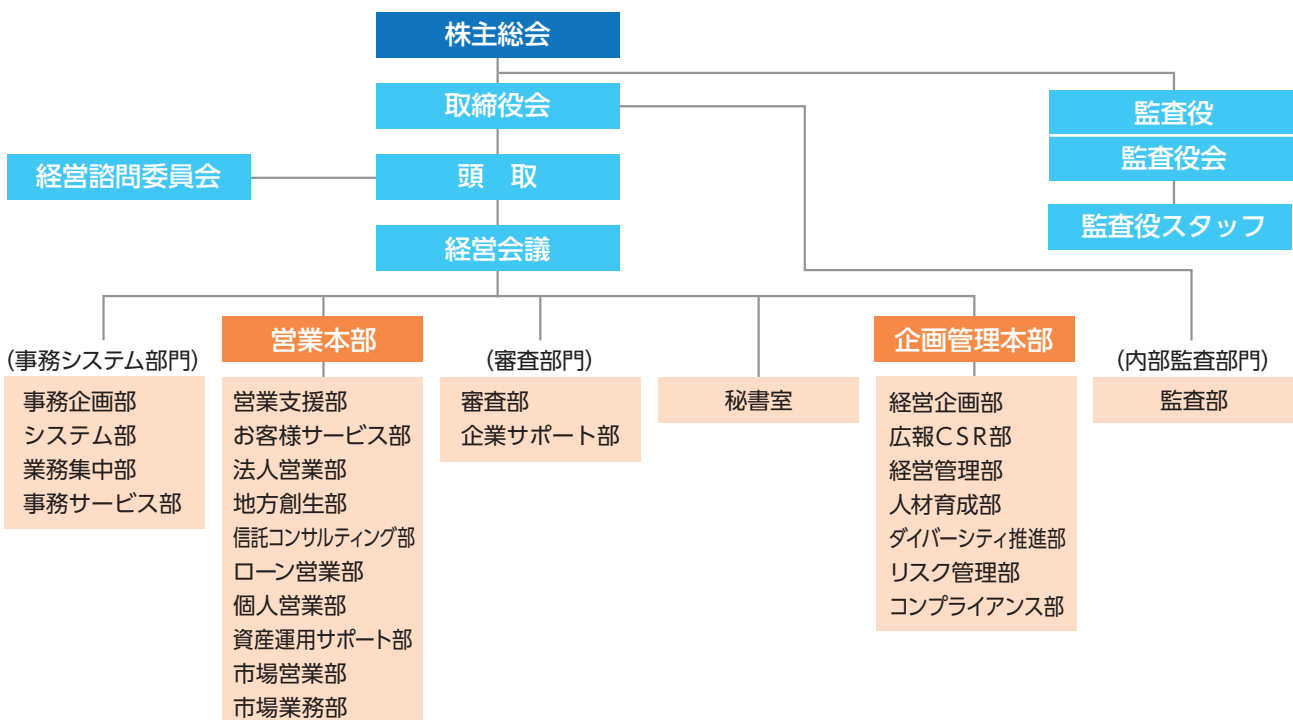 株主総会
取締役会
監査役
監査役会
経営諮問委員会
頭　取
監査役スタッフ
経営会議
(事務システム部門)
事務企画部
システム部
業務集中部
事務サービス部
営業本部
営業支援部
お客様サービス部
法人営業部
地方創生部
信託コンサルティング部
ローン営業部
個人営業部
資産運用サポート部
市場営業部
市場業務部
(審査部門)
審査部
企業サポート部
秘書室
企画管理本部
経営企画部
広報CSR部
経営管理部
人材育成部
ダイバーシティ推進部
リスク管理部
コンプライアンス部
(内部監査部門)
監査部